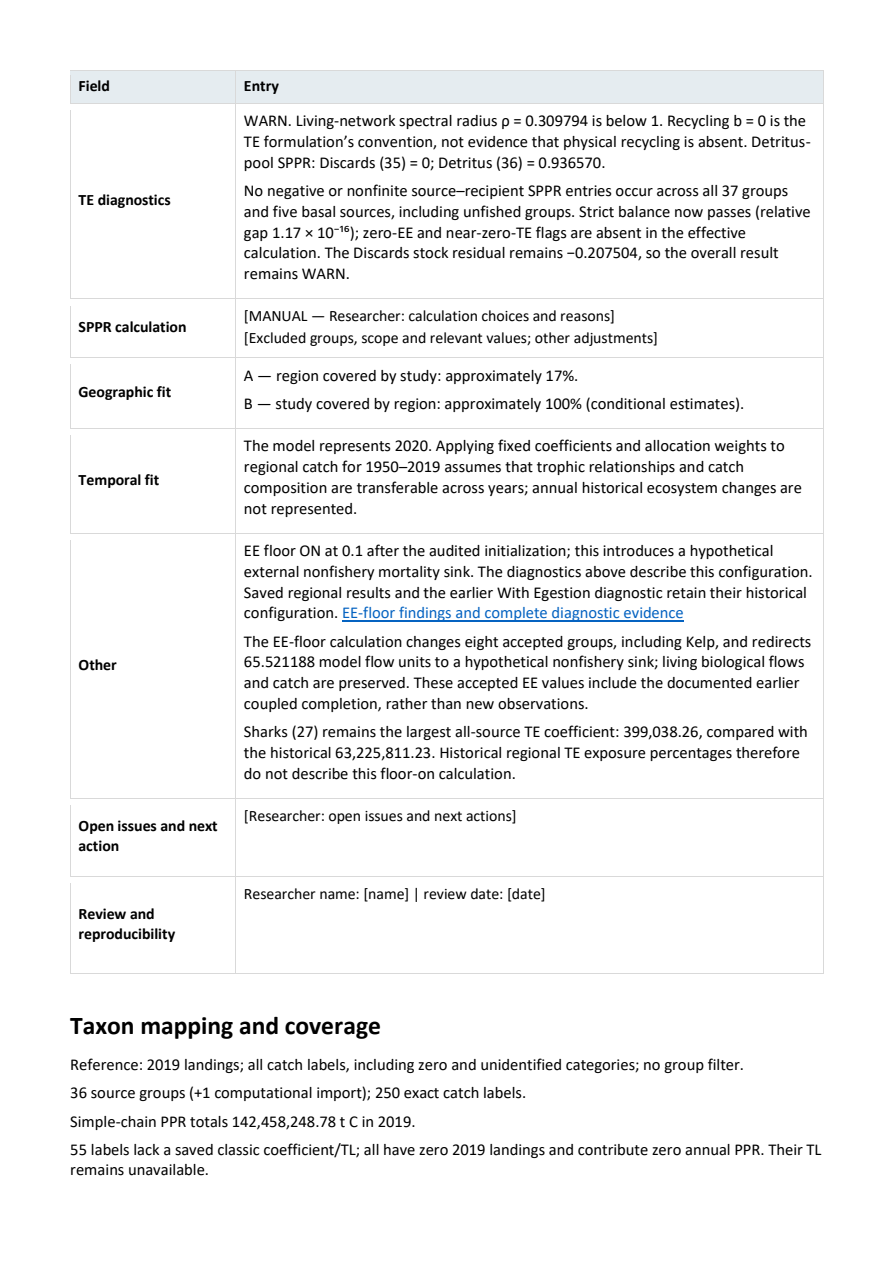 Field
Entry
TE diagnostics
WARN. Living-network spectral radius ρ = 0.309794 is below 1. Recycling b = 0 is the
TE formulation’s convention, not evidence that physical recycling is absent. Detritus-
pool SPPR: Discards (35) = 0; Detritus (36) = 0.936570.
No negative or nonfinite source–recipient SPPR entries occur across all 37 groups
and five basal sources, including unfished groups. Strict balance now passes (relative
gap 1.17 × 10⁻¹⁶); zero-EE and near-zero-TE flags are absent in the effective
calculation. The Discards stock residual remains −0.207504, so the overall result
remains WARN.
SPPR calculation
[MANUAL — Researcher: calculation choices and reasons]
[Excluded groups, scope and relevant values; other adjustments]
Geographic fit
A — region covered by study: approximately 17%.
B — study covered by region: approximately 100% (conditional estimates).
Temporal fit
The model represents 2020. Applying fixed coefficients and allocation weights to
regional catch for 1950–2019 assumes that trophic relationships and catch
composition are transferable across years; annual historical ecosystem changes are
not represented.
Other
EE floor ON at 0.1 after the audited initialization; this introduces a hypothetical
external nonfishery mortality sink. The diagnostics above describe this configuration.
Saved regional results and the earlier With Egestion diagnostic retain their historical
configuration. EE-floor findings and complete diagnostic evidence
The EE-floor calculation changes eight accepted groups, including Kelp, and redirects
65.521188 model flow units to a hypothetical nonfishery sink; living biological flows
and catch are preserved. These accepted EE values include the documented earlier
coupled completion, rather than new observations.
Sharks (27) remains the largest all-source TE coefficient: 399,038.26, compared with
the historical 63,225,811.23. Historical regional TE exposure percentages therefore
do not describe this floor-on calculation.
Open issues and next
action
[Researcher: open issues and next actions]
Review and
reproducibility
Researcher name: [name] | review date: [date]
Taxon mapping and coverage
Reference: 2019 landings; all catch labels, including zero and unidentified categories; no group filter.
36 source groups (+1 computational import); 250 exact catch labels.
Simple-chain PPR totals 142,458,248.78 t C in 2019.
55 labels lack a saved classic coefficient/TL; all have zero 2019 landings and contribute zero annual PPR. Their TL
remains unavailable.